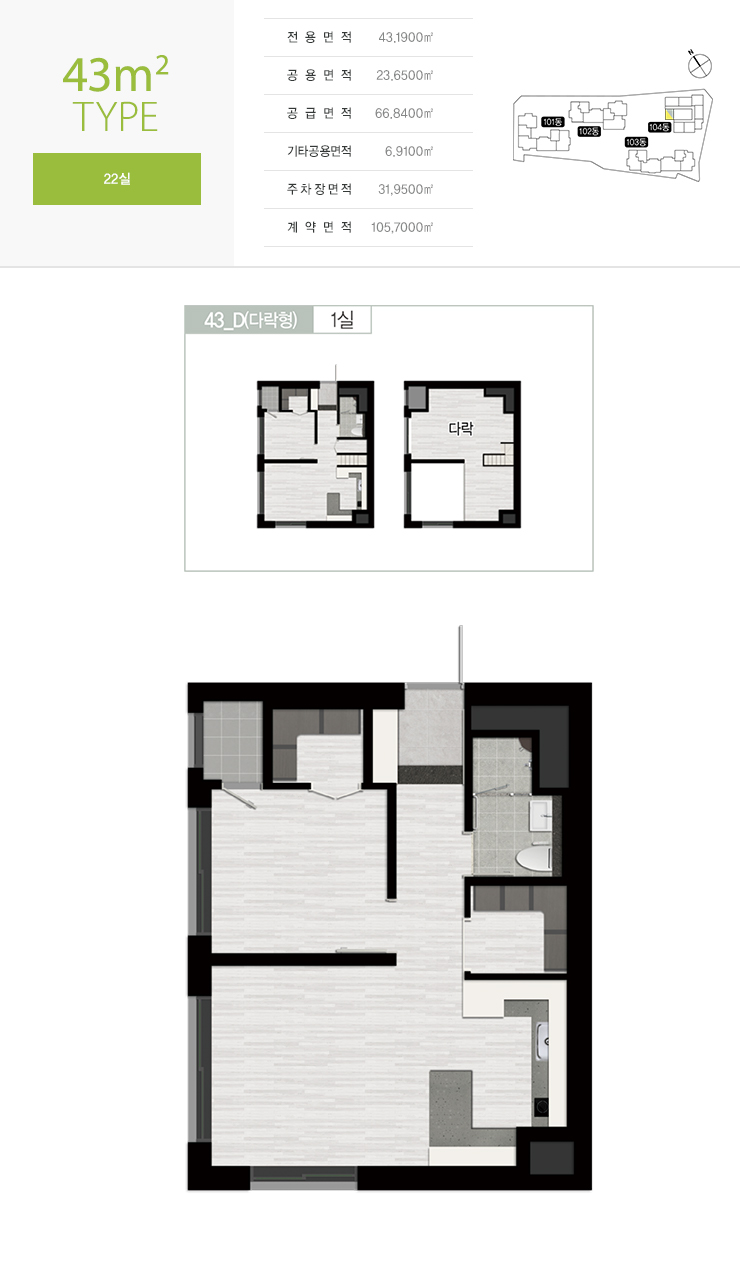 43m²
TYPE
22실
전 용 면 적 43,1900㎡
공 용 면 적 23,6500㎡
공 급 면 적 66,8400㎡
기타공용면적 6,9100㎡
주차장면적 31,9500㎡
계 약 면 적 105,7000㎡
N
101동
102동
104동
103동
43_D(다락형) 1실
다락